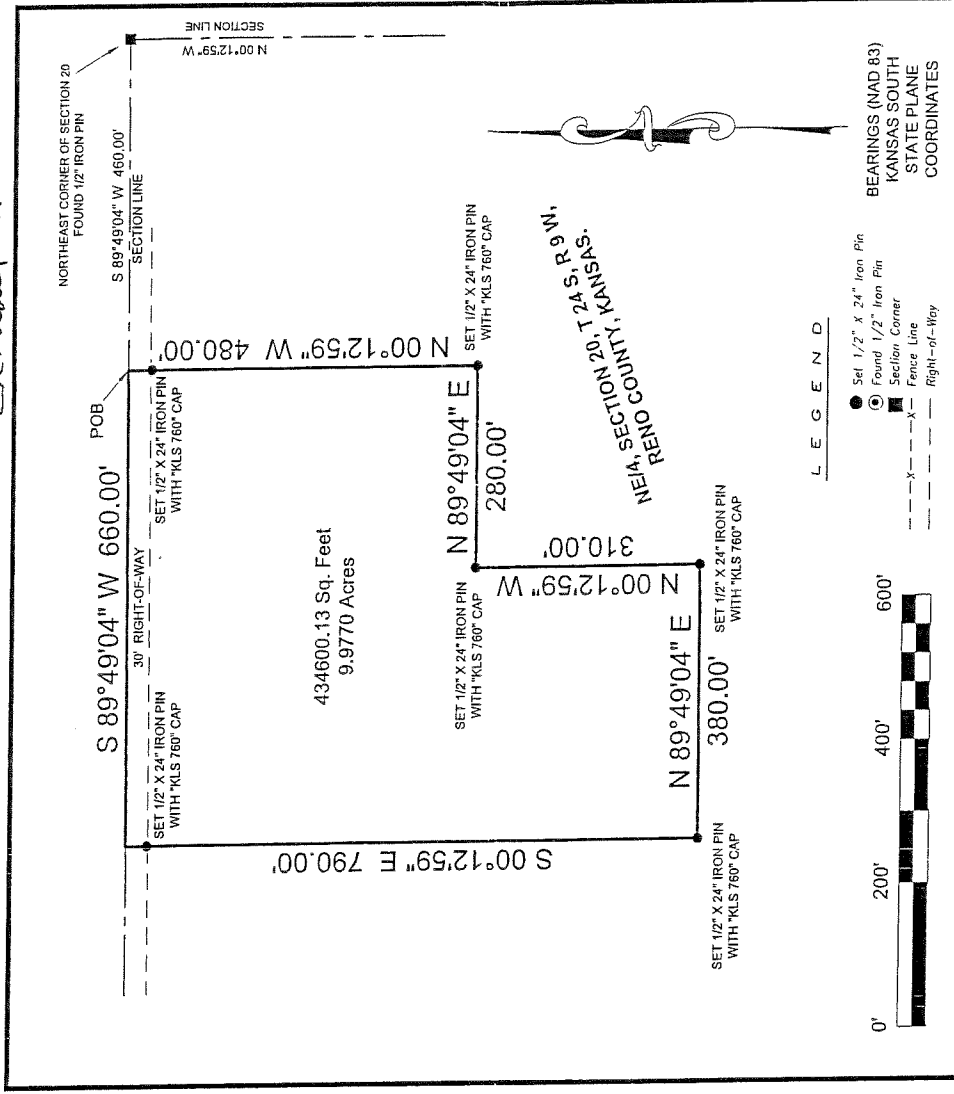 NORTHEAST CORNER OF SECTION 20
FOUND 1/2" IRON PIN
SECTION LINE
N 00°12'59" W
S 89°49'04" W 460.00'
SECTION LINE
POB
S 89°49'04" W 660.00'
30' RIGHT-OF-WAY
SET 1/2" X 24" IRON PIN
WITH "KLS 760" CAP
SET 1/2" X 24" IRON PIN
WITH "KLS 760" CAP
N 00°12'59" W 480.00'
SET 1/2" X 24" IRON PIN
WITH "KLS 760" CAP
434600.13 Sq. Feet
9.9770 Acres
N 89°49'04" E
280.00'
SET 1/2" X 24" IRON PIN
WITH "KLS 760" CAP
N 00°12'59" W
310.00'
NE/4, SECTION 20, T 24 S, R 9 W,
RENO COUNTY, KANSAS.
S 00°12'59" E 790.00'
N 89°49'04" E
380.00'
SET 1/2" X 24" IRON PIN
WITH "KLS 760" CAP
SET 1/2" X 24" IRON PIN
WITH "KLS 760" CAP
LEGEND
Set 1/2" X 24" Iron Pin
Found 1/2" Iron Pin
Section Corner
—x— Fence Line
Right-of-Way
BEARINGS (NAD 83)
KANSAS SOUTH
STATE PLANE
COORDINATES
0' 200' 400' 600'